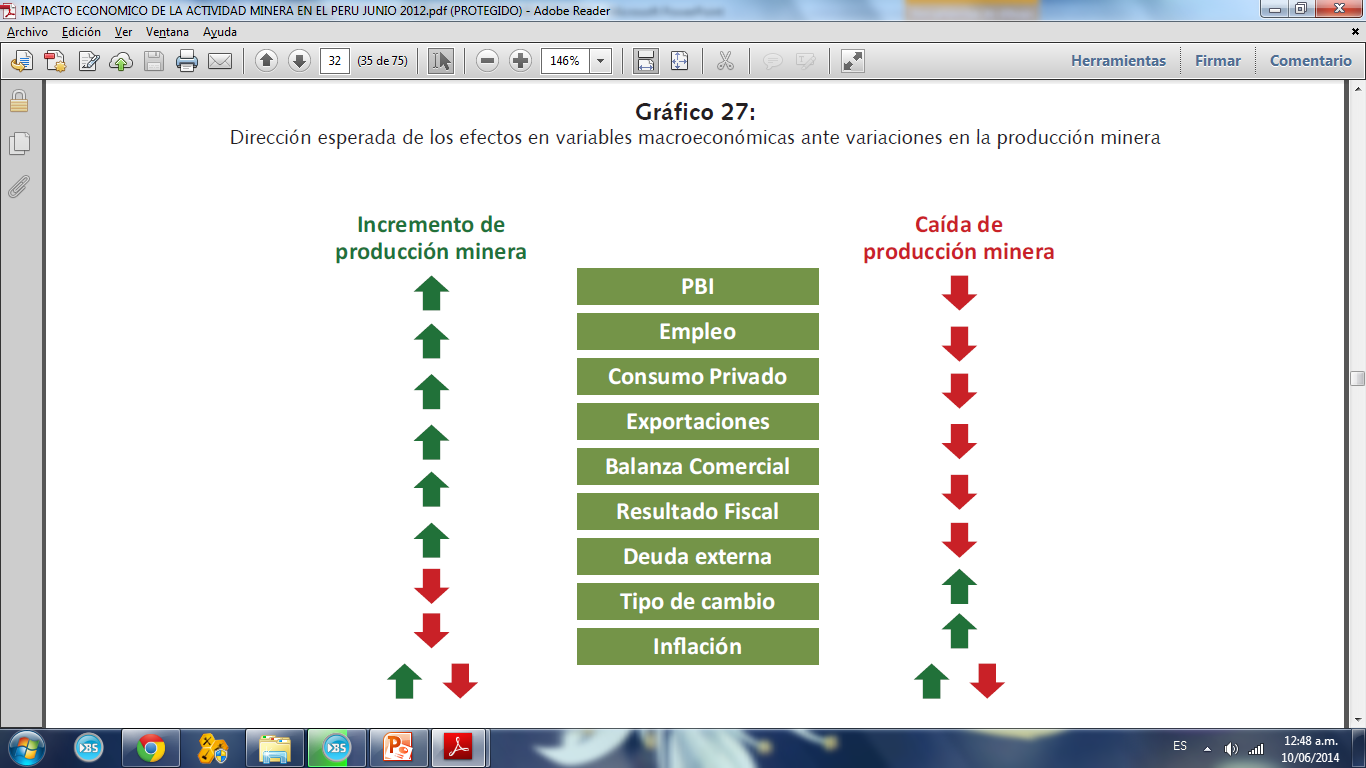 IMPACTO ECONOMICO DE LA ACTIVIDAD MINERA EN EL PERU JUNIO 2012.pdf (PROTEGIDO) - Adobe Reader
Archivo Edición Ver Ventana Ayuda
32 (35 de 75) 146% Herramientas Firmar Comentario
Gráfico 27:
Dirección esperada de los efectos en variables macroeconómicas ante variaciones en la producción minera
Incremento de
producción minera
Caída de
producción minera
PBI
Empleo
Consumo Privado
Exportaciones
Balanza Comercial
Resultado Fiscal
Deuda externa
Tipo de cambio
Inflación
BS
BS
ES
12:48 a.m.
10/06/2014